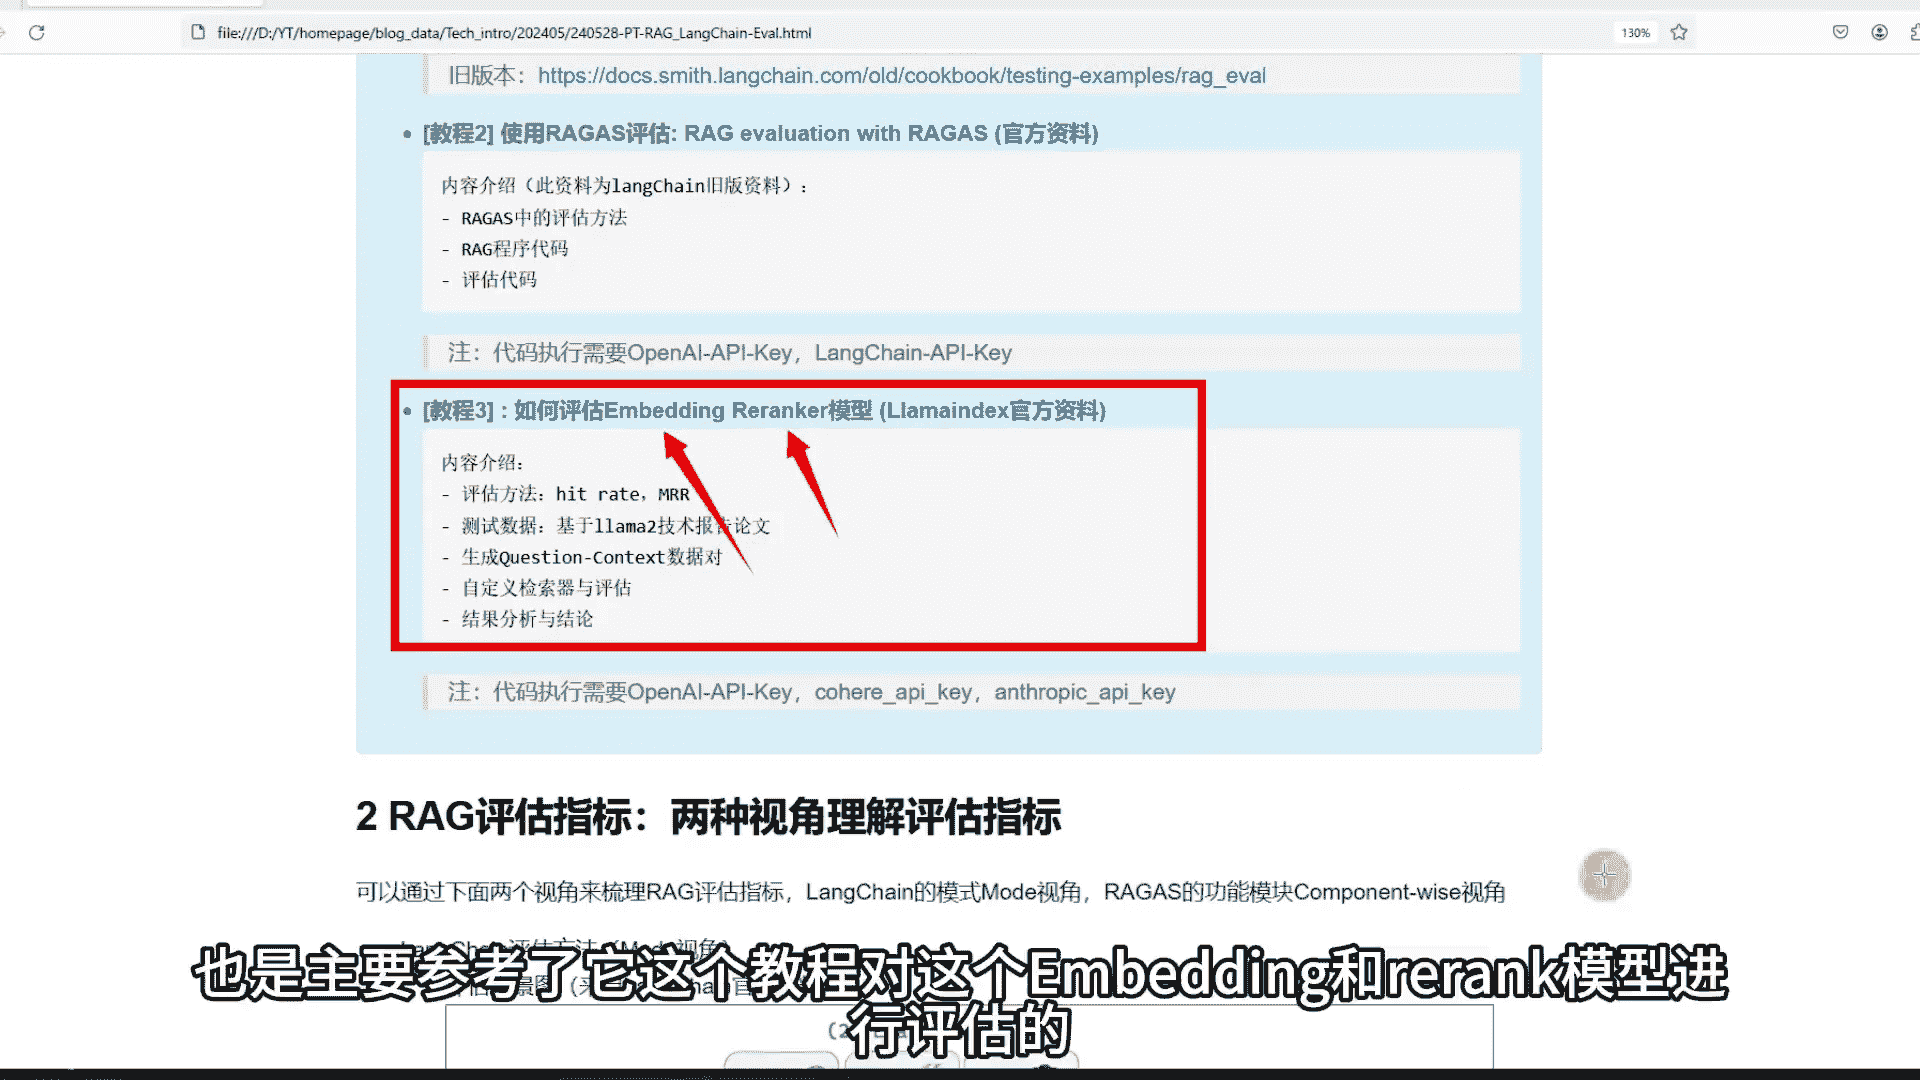 file:///D:/YT/homepage/blog_data/Tech_intro/202405/240528-PT-RAG_LangChain-Eval.html
130%
旧版本：https://docs.smith.langchain.com/old/cookbook/testing-examples/rag_eval
• [教程2] 使用RAGAS评估: RAG evaluation with RAGAS (官方资料)
内容介绍（此资料为langChain旧版资料）：
- RAGAS中的评估方法
- RAG程序代码
- 评估代码
注：代码执行需要OpenAI-API-Key，LangChain-API-Key
• [教程3]：如何评估Embedding Reranker模型 (Llamaindex官方资料)
内容介绍：
- 评估方法：hit rate，MRR
- 测试数据：基于llama2技术报告论文
- 生成Question-Context数据对
- 自定义检索器与评估
- 结果分析与结论
注：代码执行需要OpenAI-API-Key，cohere_api_key，anthropic_api_key
2 RAG评估指标：两种视角理解评估指标
可以通过下面两个视角来梳理RAG评估指标，LangChain的模式Mode视角，RAGAS的功能模块Component-wise视角
也是主要参考了它这个教程对这个Embedding和rerank模型进
行评估的